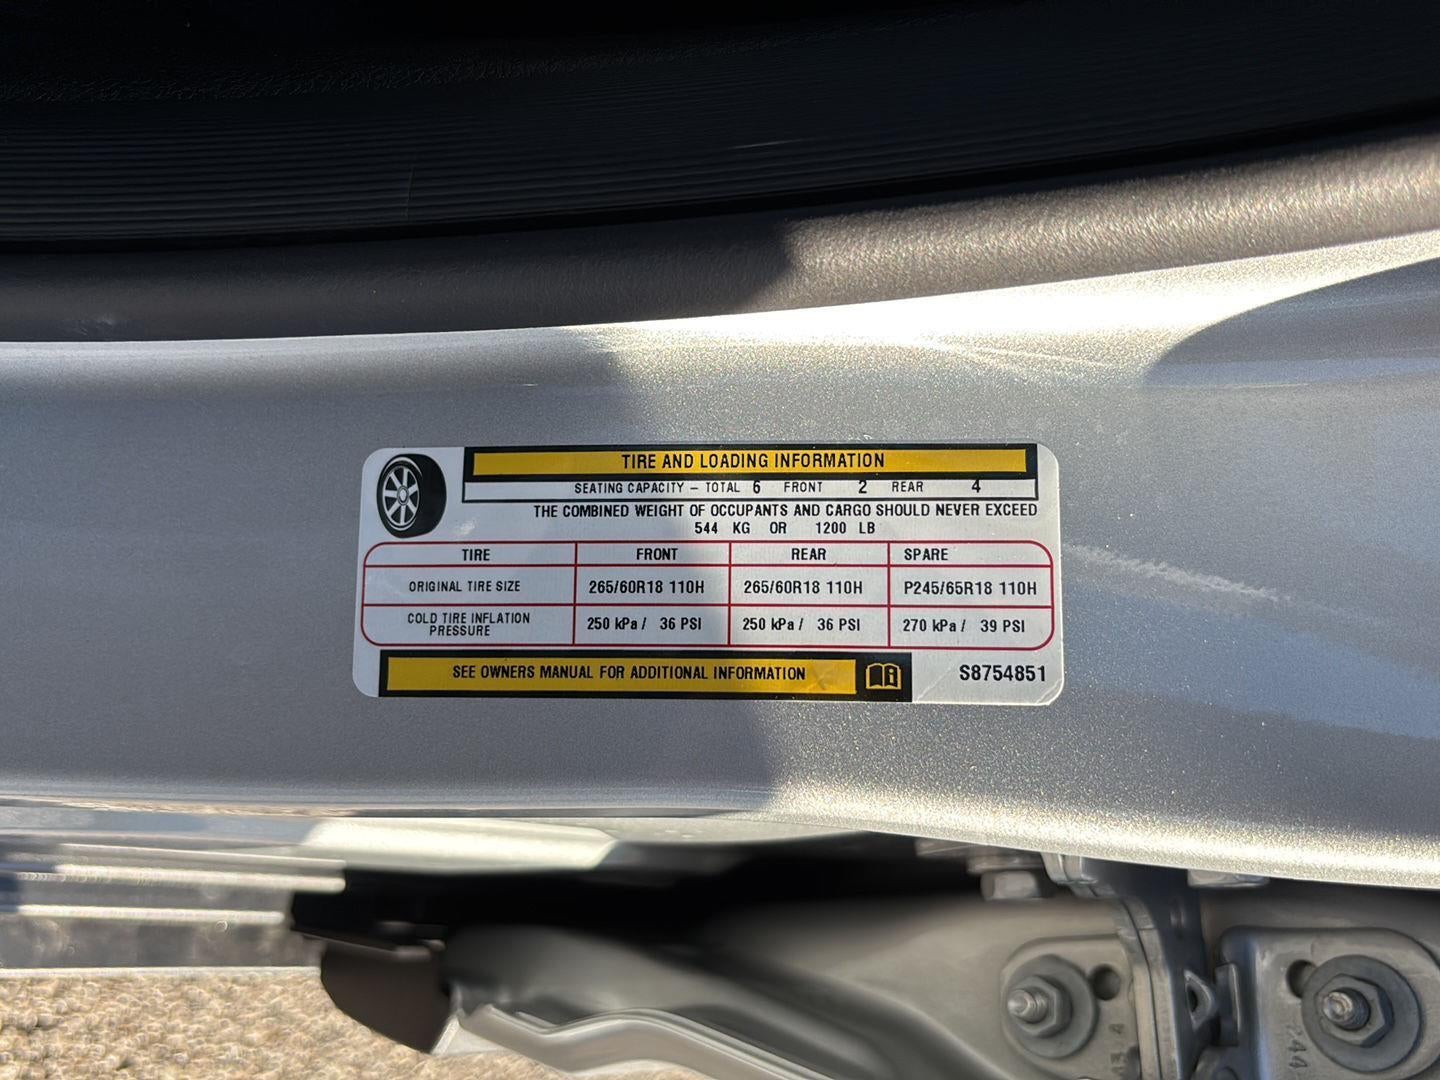 TIRE AND LOADING INFORMATION
SEATING CAPACITY – TOTAL 6 FRONT 2 REAR 4
THE COMBINED WEIGHT OF OCCUPANTS AND CARGO SHOULD NEVER EXCEED
544 KG OR 1200 LB
TIRE FRONT REAR SPARE
ORIGINAL TIRE SIZE 265/60R18 110H 265/60R18 110H P245/65R18 110H
COLD TIRE INFLATION
PRESSURE 250 kPa / 36 PSI 250 kPa / 36 PSI 270 kPa / 39 PSI
SEE OWNERS MANUAL FOR ADDITIONAL INFORMATION
S8754851